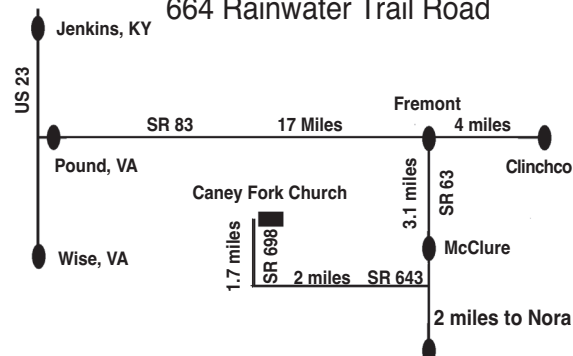 664 Rainwater Trail Road
Jenkins, KY
US 23
Fremont
SR 83
17 Miles
4 miles
Pound, VA
Clinchco
3.1 miles
SR 63
Caney Fork Church
Wise, VA
1.7 miles
SR 698
McClure
2 miles
SR 643
2 miles to Nora